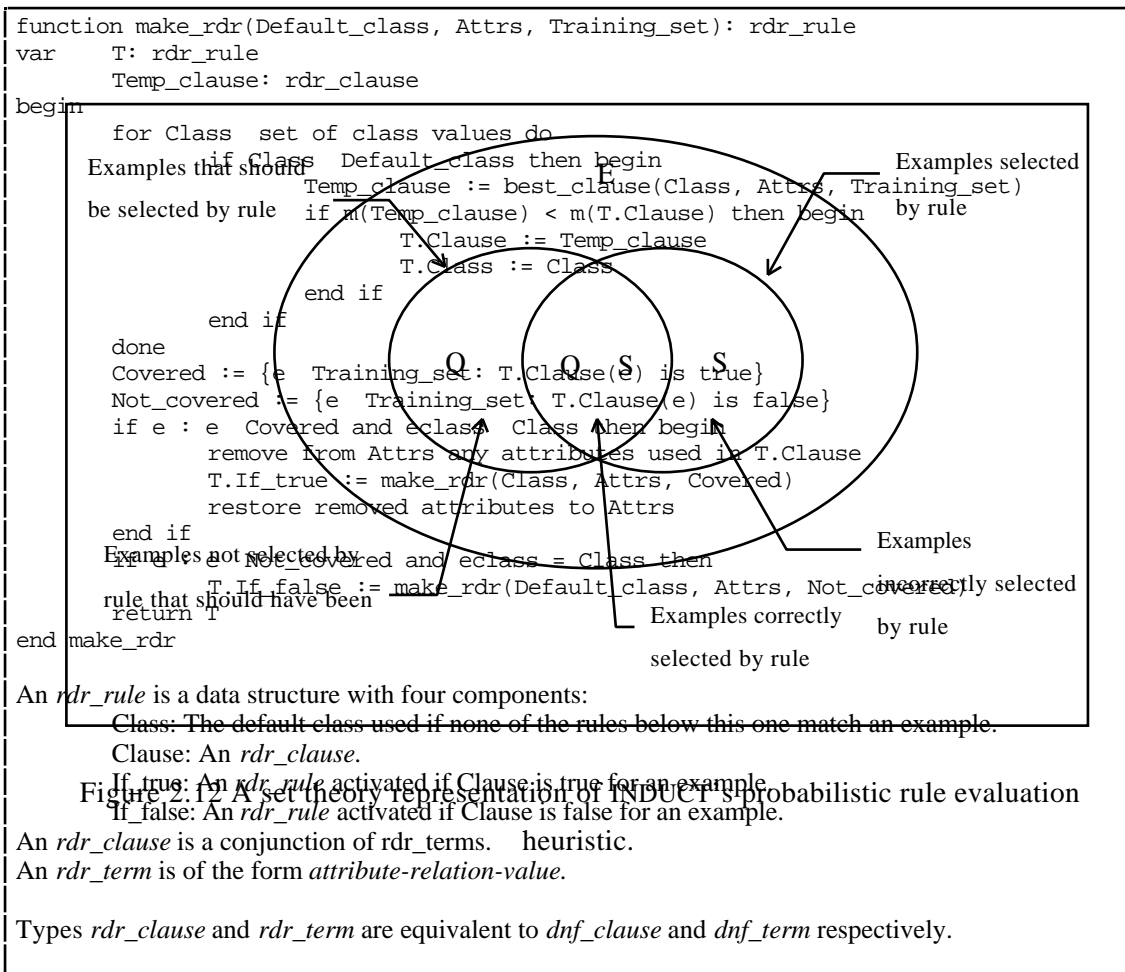 function make_rdr(Default_class, Attrs, Training_set): rdr_rule
var T: rdr_rule
Temp_clause: rdr_clause
begin
for Class set of class values do
if Class Default_class then begin
Temp_clause := best_clause(Class, Attrs, Training_set)
if m(Temp_clause) < m(T.Clause) then begin
T.Clause := Temp_clause
T.Class := Class
end if
end if
done
Covered := {e Training_set: T.Clause(e) is true}
Not_covered := {e Training_set: T.Clause(e) is false}
if e : e Covered and eclass Class then begin
remove from Attrs any attributes used in T.Clause
T.If_true := make_rdr(Class, Attrs, Covered)
restore removed attributes to Attrs
end if
if e : e Not_covered and eclass = Class then
T.If_false := make_rdr(Default_class, Attrs, Not_covered)
return T
end make_rdr
Examples that should
be selected by rule
E
Examples selected
by rule
Q
Q S
S
Examples not selected by
rule that should have been
Examples correctly
selected by rule
Examples
incorrectly selected
by rule
An rdr_rule is a data structure with four components:
Class: The default class used if none of the rules below this one match an example.
Clause: An rdr_clause.
If_true: An rdr_rule activated if Clause is true for an example.
If_false: An rdr_rule activated if Clause is false for an example.
Figure 2.12 A set theory representation of INDUCT's probabilistic rule evaluation
heuristic.
An rdr_clause is a conjunction of rdr_terms.
An rdr_term is of the form attribute-relation-value.
Types rdr_clause and rdr_term are equivalent to dnf_clause and dnf_term respectively.